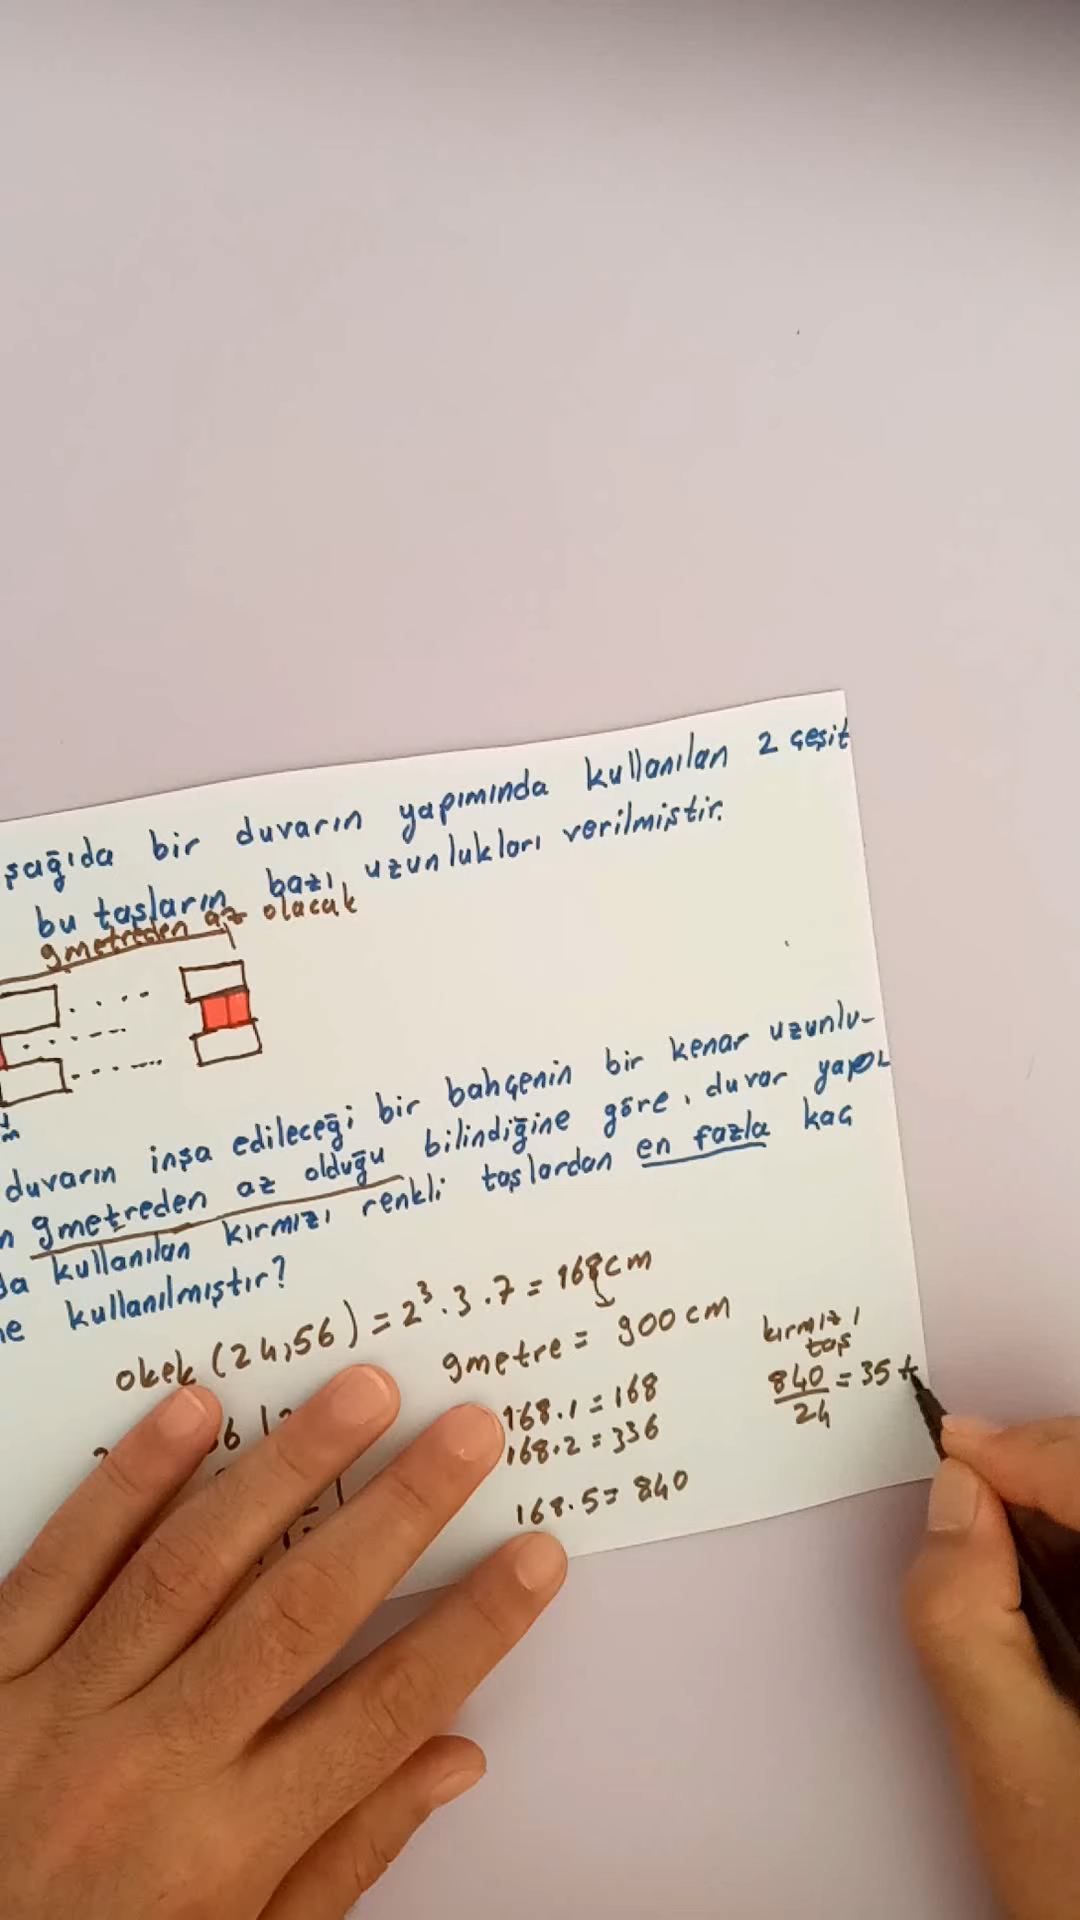 şağıda bir duvarın yapımında kullanılan 2 çeşit
bu taşların bazı uzunlukları verilmiştir.
9metreden az olacak
m
duvarın inşa edileceği bir bahçenin bir kenar uzunlu-
n 9metreden az olduğu bilindiğine göre, duvar yapı
da kullanılan kırmızı renkli taşlardan en fazla kaç
ne kullanılmıştır?
okek (24,56) = 2³.3.7 = 168cm
9metre = 900 cm
168.1 = 168
168.2 = 336
168.5 = 840
kırmızı
taş
840/24 = 35 t